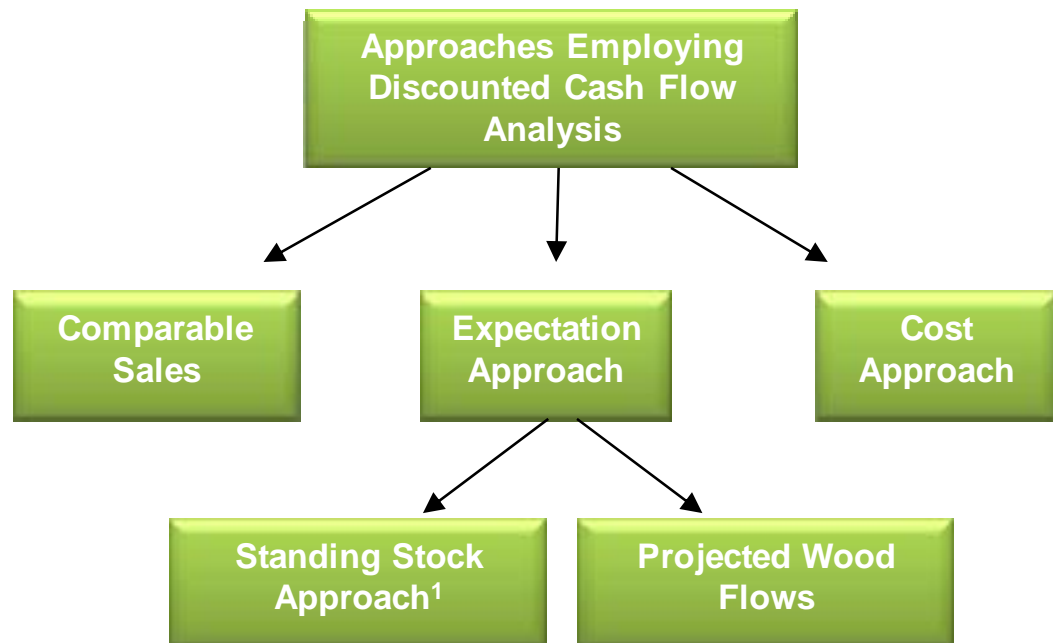 Approaches Employing
Discounted Cash Flow
Analysis
Comparable
Sales
Expectation
Approach
Cost
Approach
Standing Stock
Approach¹
Projected Wood
Flows